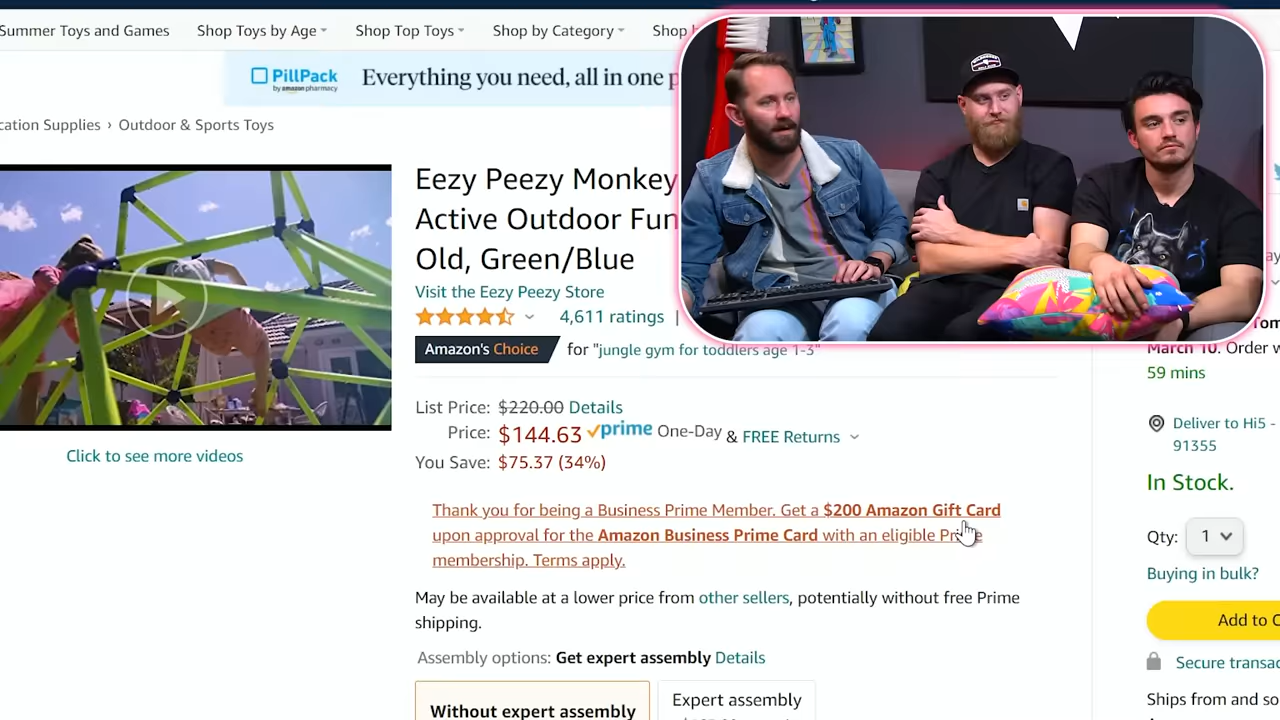 Summer Toys and Games Shop Toys by Age Shop Top Toys Shop by Category Shop
PillPack
by amazon pharmacy
Everything you need, all in one
Supplies › Outdoor & Sports Toys
Eezy Peezy Monkey
Active Outdoor Fun
Old, Green/Blue
Visit the Eezy Peezy Store
4,611 ratings |
Amazon's Choice for "jungle gym for toddlers age 1-3"
List Price: $220.00 Details
Price: $144.63 prime One-Day & FREE Returns
You Save: $75.37 (34%)
Click to see more videos
Thank you for being a Business Prime Member. Get a $200 Amazon Gift Card
upon approval for the Amazon Business Prime Card with an eligible Prime
membership. Terms apply.
May be available at a lower price from other sellers, potentially without free Prime
shipping.
Assembly options: Get expert assembly Details
Without expert assembly
Expert assembly
March 10. Order
59 mins
Deliver to Hi5 -
91355
In Stock.
Qty: 1
Buying in bulk?
Add to
Secure
Ships from and